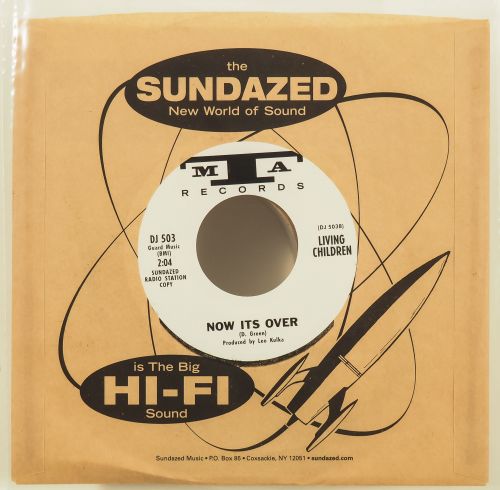 the
SUNDAZED
New World of Sound
M T A
RECORDS
DJ 503
Guard Music
(BMI)
2:04
SUNDAZED
RADIO STATION
COPY
(DJ 503B)
LIVING
CHILDREN
NOW ITS OVER
(D. Green)
Produced by Leo Kulka
is The Big
HI-FI
Sound
Sundazed Music • P.O. Box 85 • Coxsackie, NY 12051 • sundazed.com